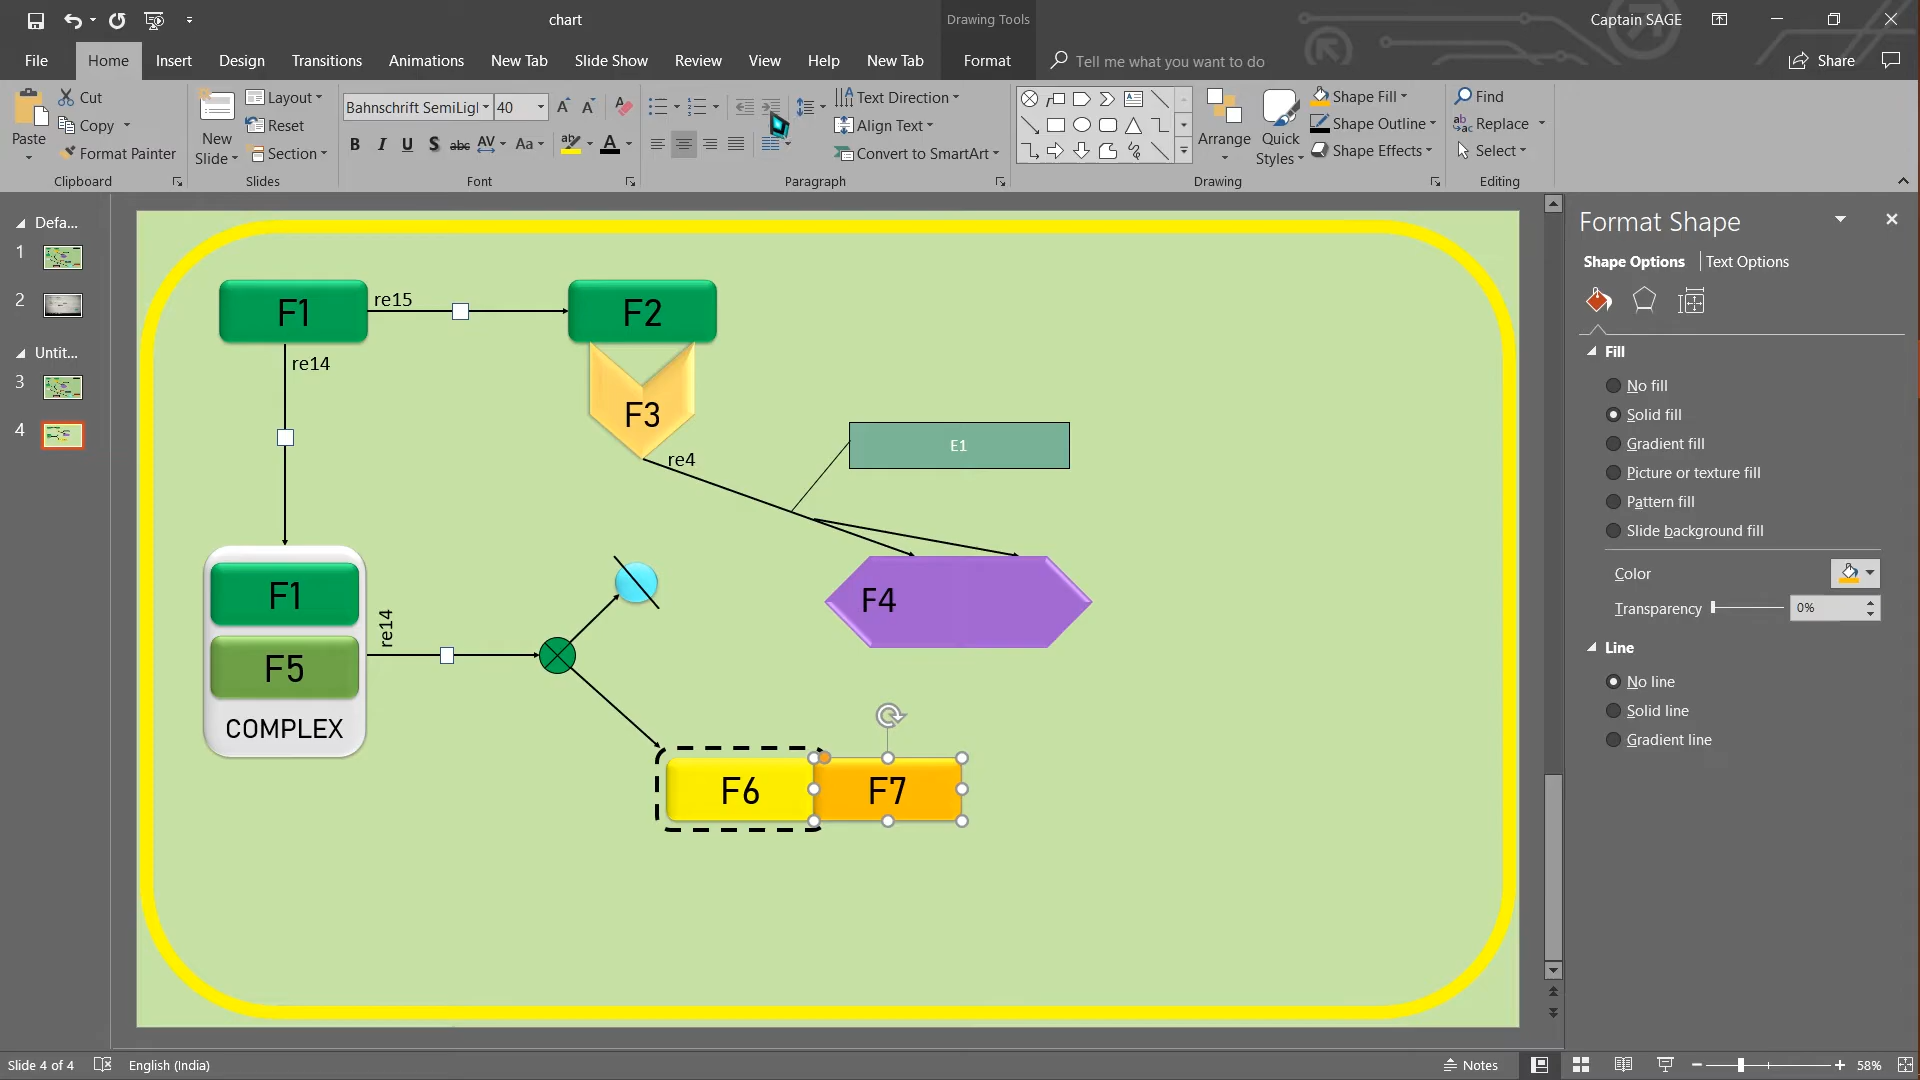 chart
Drawing Tools
Captain SAGE
File
Home
Insert
Design
Transitions
Animations
New Tab
Slide Show
Review
View
Help
New Tab
Format
Tell me what you want to do
Share
Paste
Cut
Copy
Format Painter
Clipboard
New
Slide
Layout
Reset
Section
Slides
Bahnschrift SemiLigl
40
B I U S abc AV Aa A
Font
Text Direction
Align Text
Convert to SmartArt
Paragraph
Arrange
Quick
Styles
Shape Fill
Shape Outline
Shape Effects
Drawing
Find
Replace
Select
Editing
Defa...
1
2
Untit...
3
4
F1
re15
F2
re14
F3
re4
E1
F1
F5
COMPLEX
re14
F4
F6
F7
Format Shape
Shape Options
Text Options
Fill
No fill
Solid fill
Gradient fill
Picture or texture fill
Pattern fill
Slide background fill
Color
Transparency
0%
Line
No line
Solid line
Gradient line
Slide 4 of 4
English (India)
Notes
58%